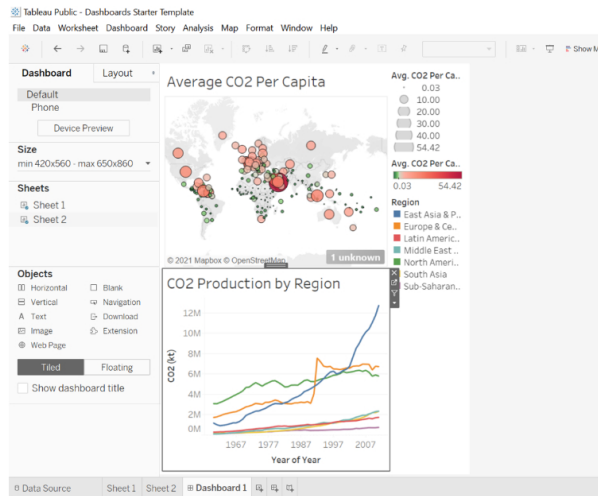 Tableau Public - Dashboards Starter Template
File Data Worksheet Dashboard Story Analysis Map Format Window Help
Show M
Dashboard Layout
Default
Phone
Device Preview
Size
min 420x560 - max 650x860
Sheets
Sheet 1
Sheet 2
Objects
Horizontal Blank
Vertical Navigation
A Text Download
Image Extension
Web Page
Tiled Floating
Show dashboard title
Average CO2 Per Capita
© 2021 Mapbox © OpenStreetMap
1 unknown
Avg. CO2 Per Ca..
0.03
10.00
20.00
30.00
40.00
54.42
Avg. CO2 Per Ca..
0.03 54.42
Region
East Asia & P..
Europe & Ce..
Latin Americ..
Middle East ..
North Ameri..
South Asia
Sub-Saharan..
CO2 Production by Region
CO2 (kt)
12M
10M
8M
6M
4M
2M
0M
1967 1977 1987 1997 2007
Year of Year
Data Source Sheet 1 Sheet 2 Dashboard 1